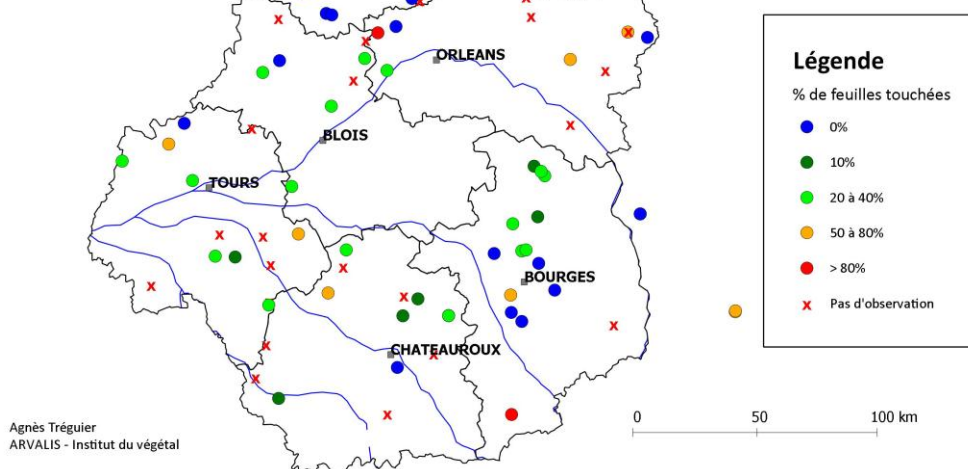 ORLEANS
BLOIS
TOURS
BOURGES
CHATEAUROUX
Légende
% de feuilles touchées
0%
10%
20 à 40%
50 à 80%
> 80%
x Pas d'observation
0 50 100 km
Agnès Tréguier
ARVALIS - Institut du végétal